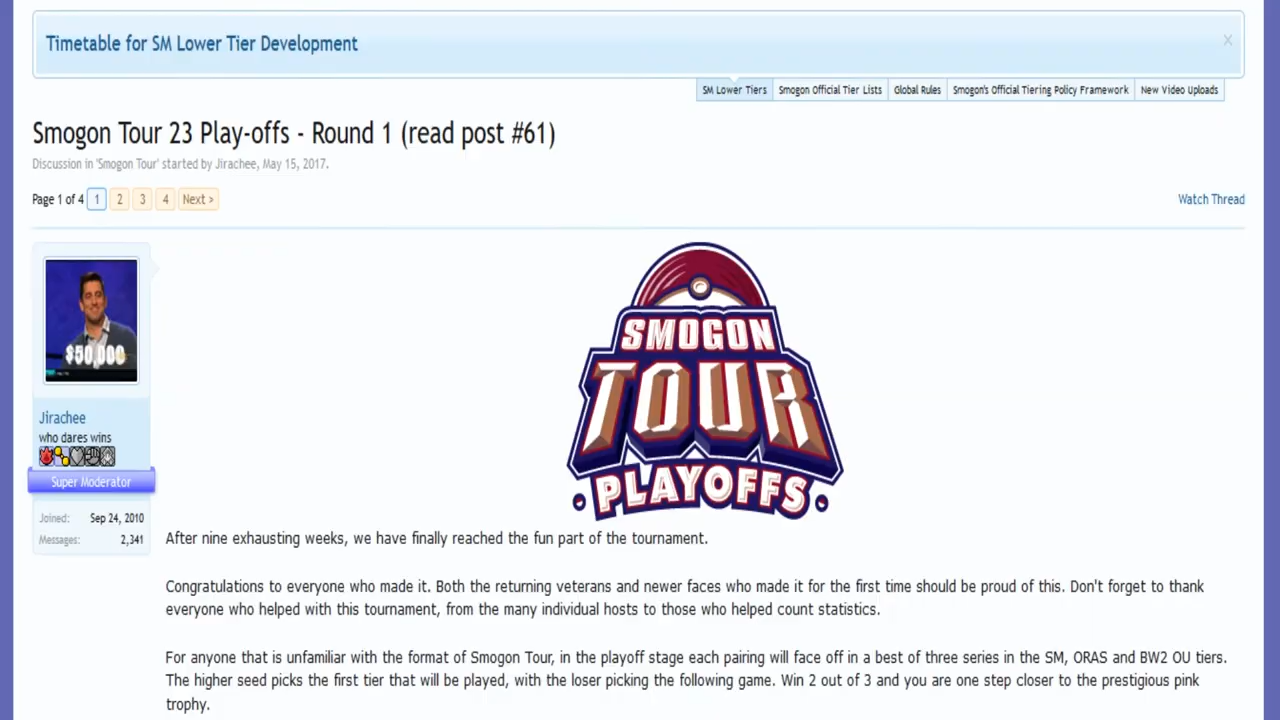 Timetable for SM Lower Tier Development
SM Lower Tiers
Smogon Official Tier Lists
Global Rules
Smogon's Official Tiering Policy Framework
New Video Uploads
Smogon Tour 23 Play-offs - Round 1 (read post #61)
Discussion in 'Smogon Tour' started by Jirachee, May 15, 2017.
Page 1 of 4 1 2 3 4 Next >
Watch Thread
$50,000
SMOGON
TOUR
PLAYOFFS
Jirachee
who dares wins
Super Moderator
Joined: Sep 24, 2010
Messages: 2,341
After nine exhausting weeks, we have finally reached the fun part of the tournament.
Congratulations to everyone who made it. Both the returning veterans and newer faces who made it for the first time should be proud of this. Don't forget to thank
everyone who helped with this tournament, from the many individual hosts to those who helped count statistics.
For anyone that is unfamiliar with the format of Smogon Tour, in the playoff stage each pairing will face off in a best of three series in the SM, ORAS and BW2 OU tiers.
The higher seed picks the first tier that will be played, with the loser picking the following game. Win 2 out of 3 and you are one step closer to the prestigious pink
trophy.